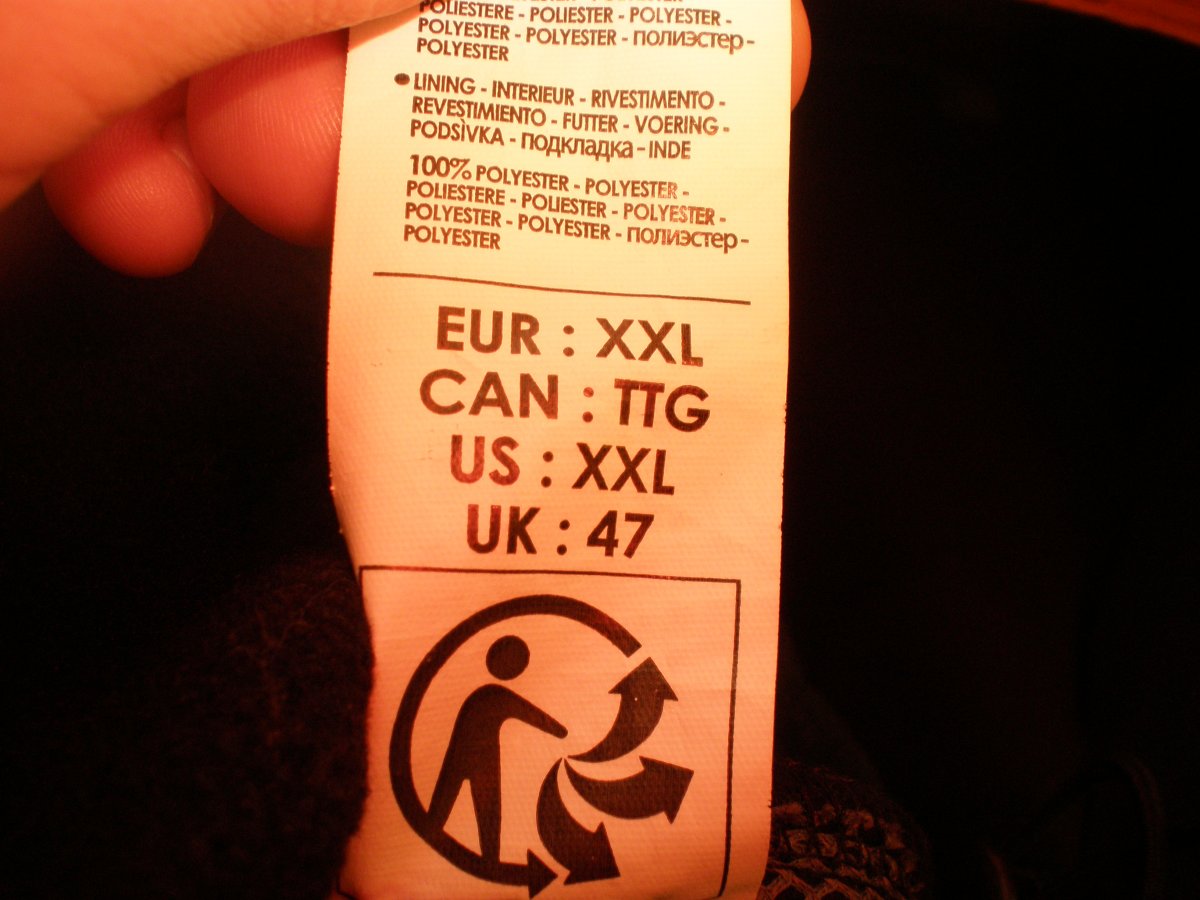 POLIESTERE - POLIESTER - POLYESTER -
POLYESTER - POLYESTER - ПОЛИЭСТЕР -
POLYESTER
• LINING - INTERIEUR - RIVESTIMENTO -
REVESTIMIENTO - FUTTER - VOERING -
PODSÌVKA - ПОДКЛАДКА - INDE
100% POLYESTER - POLYESTER -
POLIESTERE - POLIESTER - POLYESTER -
POLYESTER - POLYESTER - ПОЛИЭСТЕР -
POLYESTER
EUR : XXL
CAN : TTG
US : XXL
UK : 47